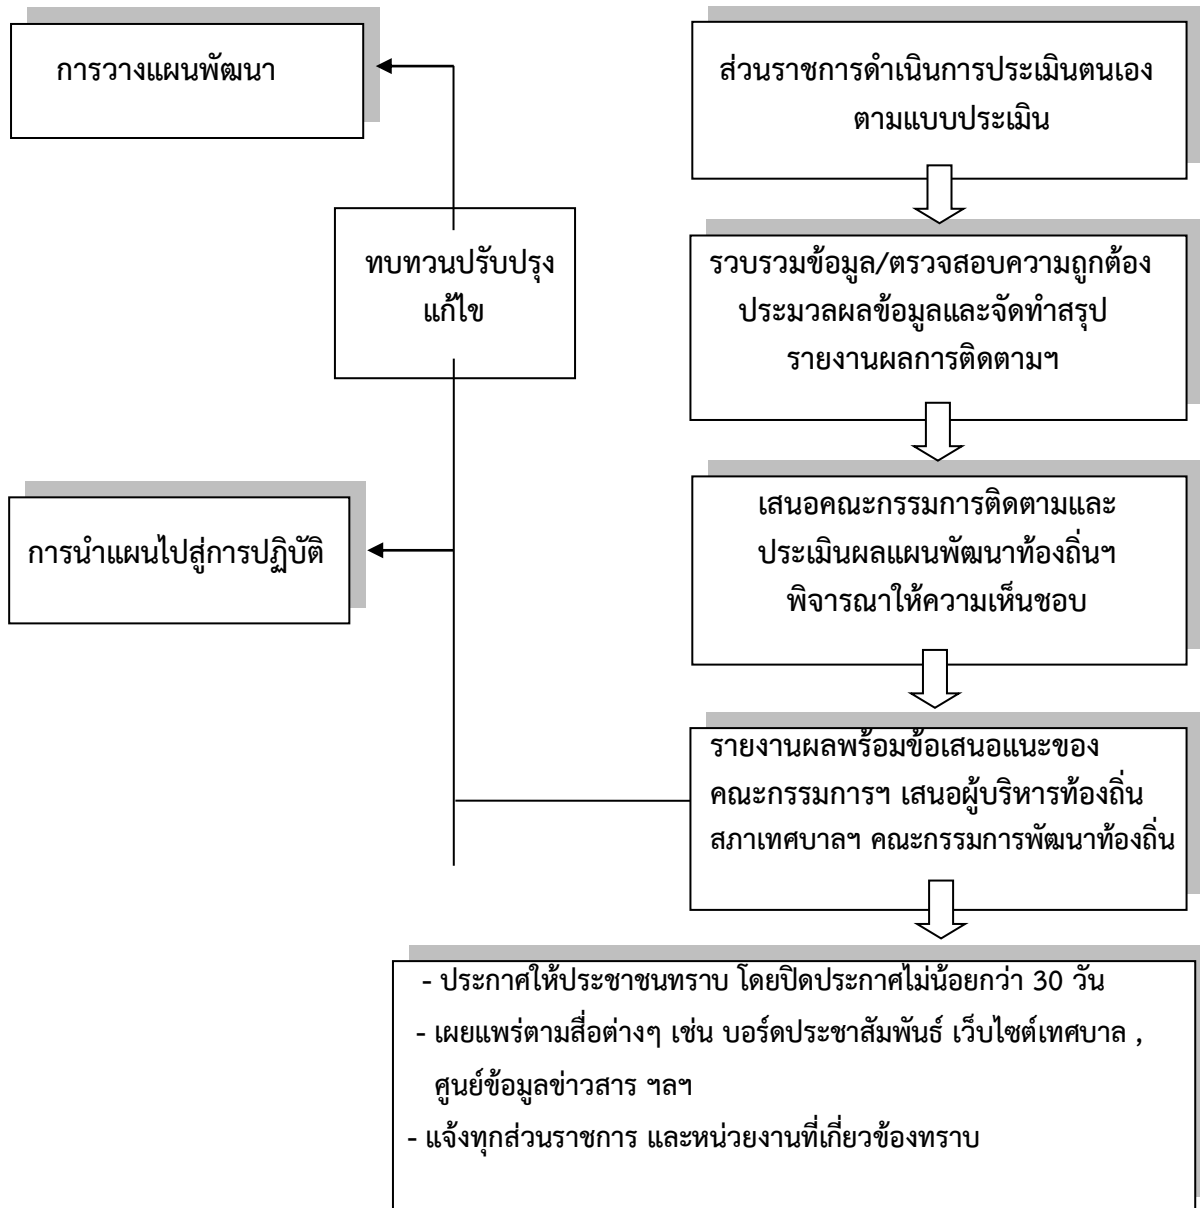 การวางแผนพัฒนา
ส่วนราชการดำเนินการประเมินตนเอง
ตามแบบประเมิน
ทบทวนปรับปรุง
แก้ไข
รวบรวมข้อมูล/ตรวจสอบความถูกต้อง
ประมวลผลข้อมูลและจัดทำสรุป
รายงานผลการติดตามฯ
การนำแผนไปสู่การปฏิบัติ
เสนอคณะกรรมการติดตามและ
ประเมินผลแผนพัฒนาท้องถิ่นฯ
พิจารณาให้ความเห็นชอบ
รายงานผลพร้อมข้อเสนอแนะของ
คณะกรรมการฯ เสนอผู้บริหารท้องถิ่น
สภาเทศบาลฯ คณะกรรมการพัฒนาท้องถิ่น
- ประกาศให้ประชาชนทราบ โดยปิดประกาศไม่น้อยกว่า 30 วัน
- เผยแพร่ตามสื่อต่างๆ เช่น บอร์ดประชาสัมพันธ์ เว็บไซต์เทศบาล ,
ศูนย์ข้อมูลข่าวสาร ฯลฯ
- แจ้งทุกส่วนราชการ และหน่วยงานที่เกี่ยวข้องทราบ